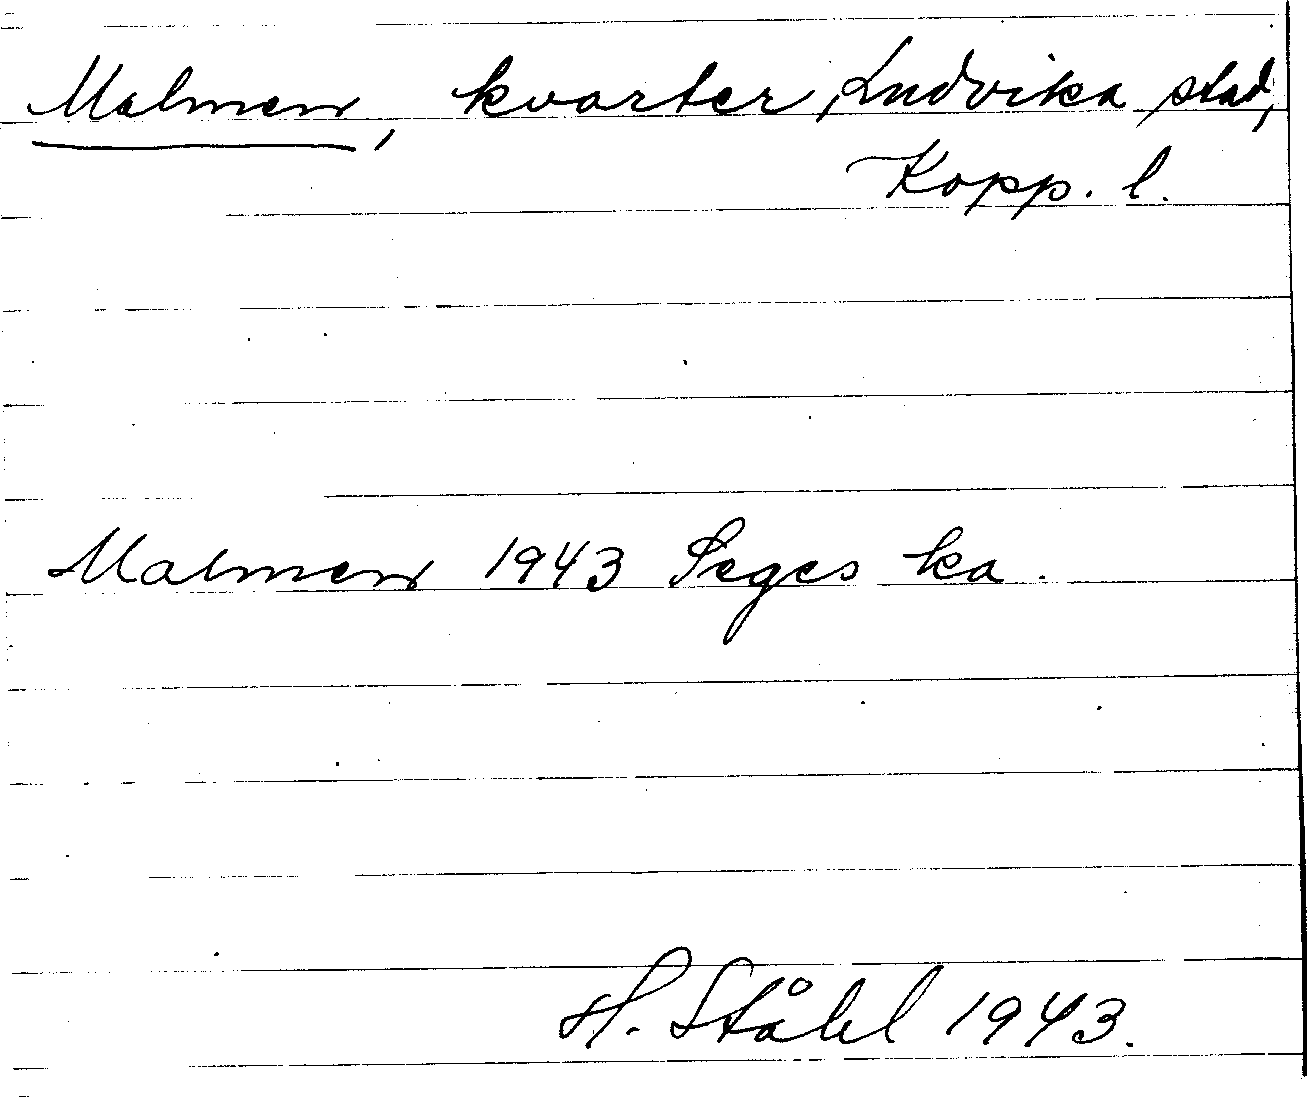 Malmen, kvarter, Ludvika stad,
Kopp. l.
Malmen 1943 Seges ka.
H. Ståhl 1943.